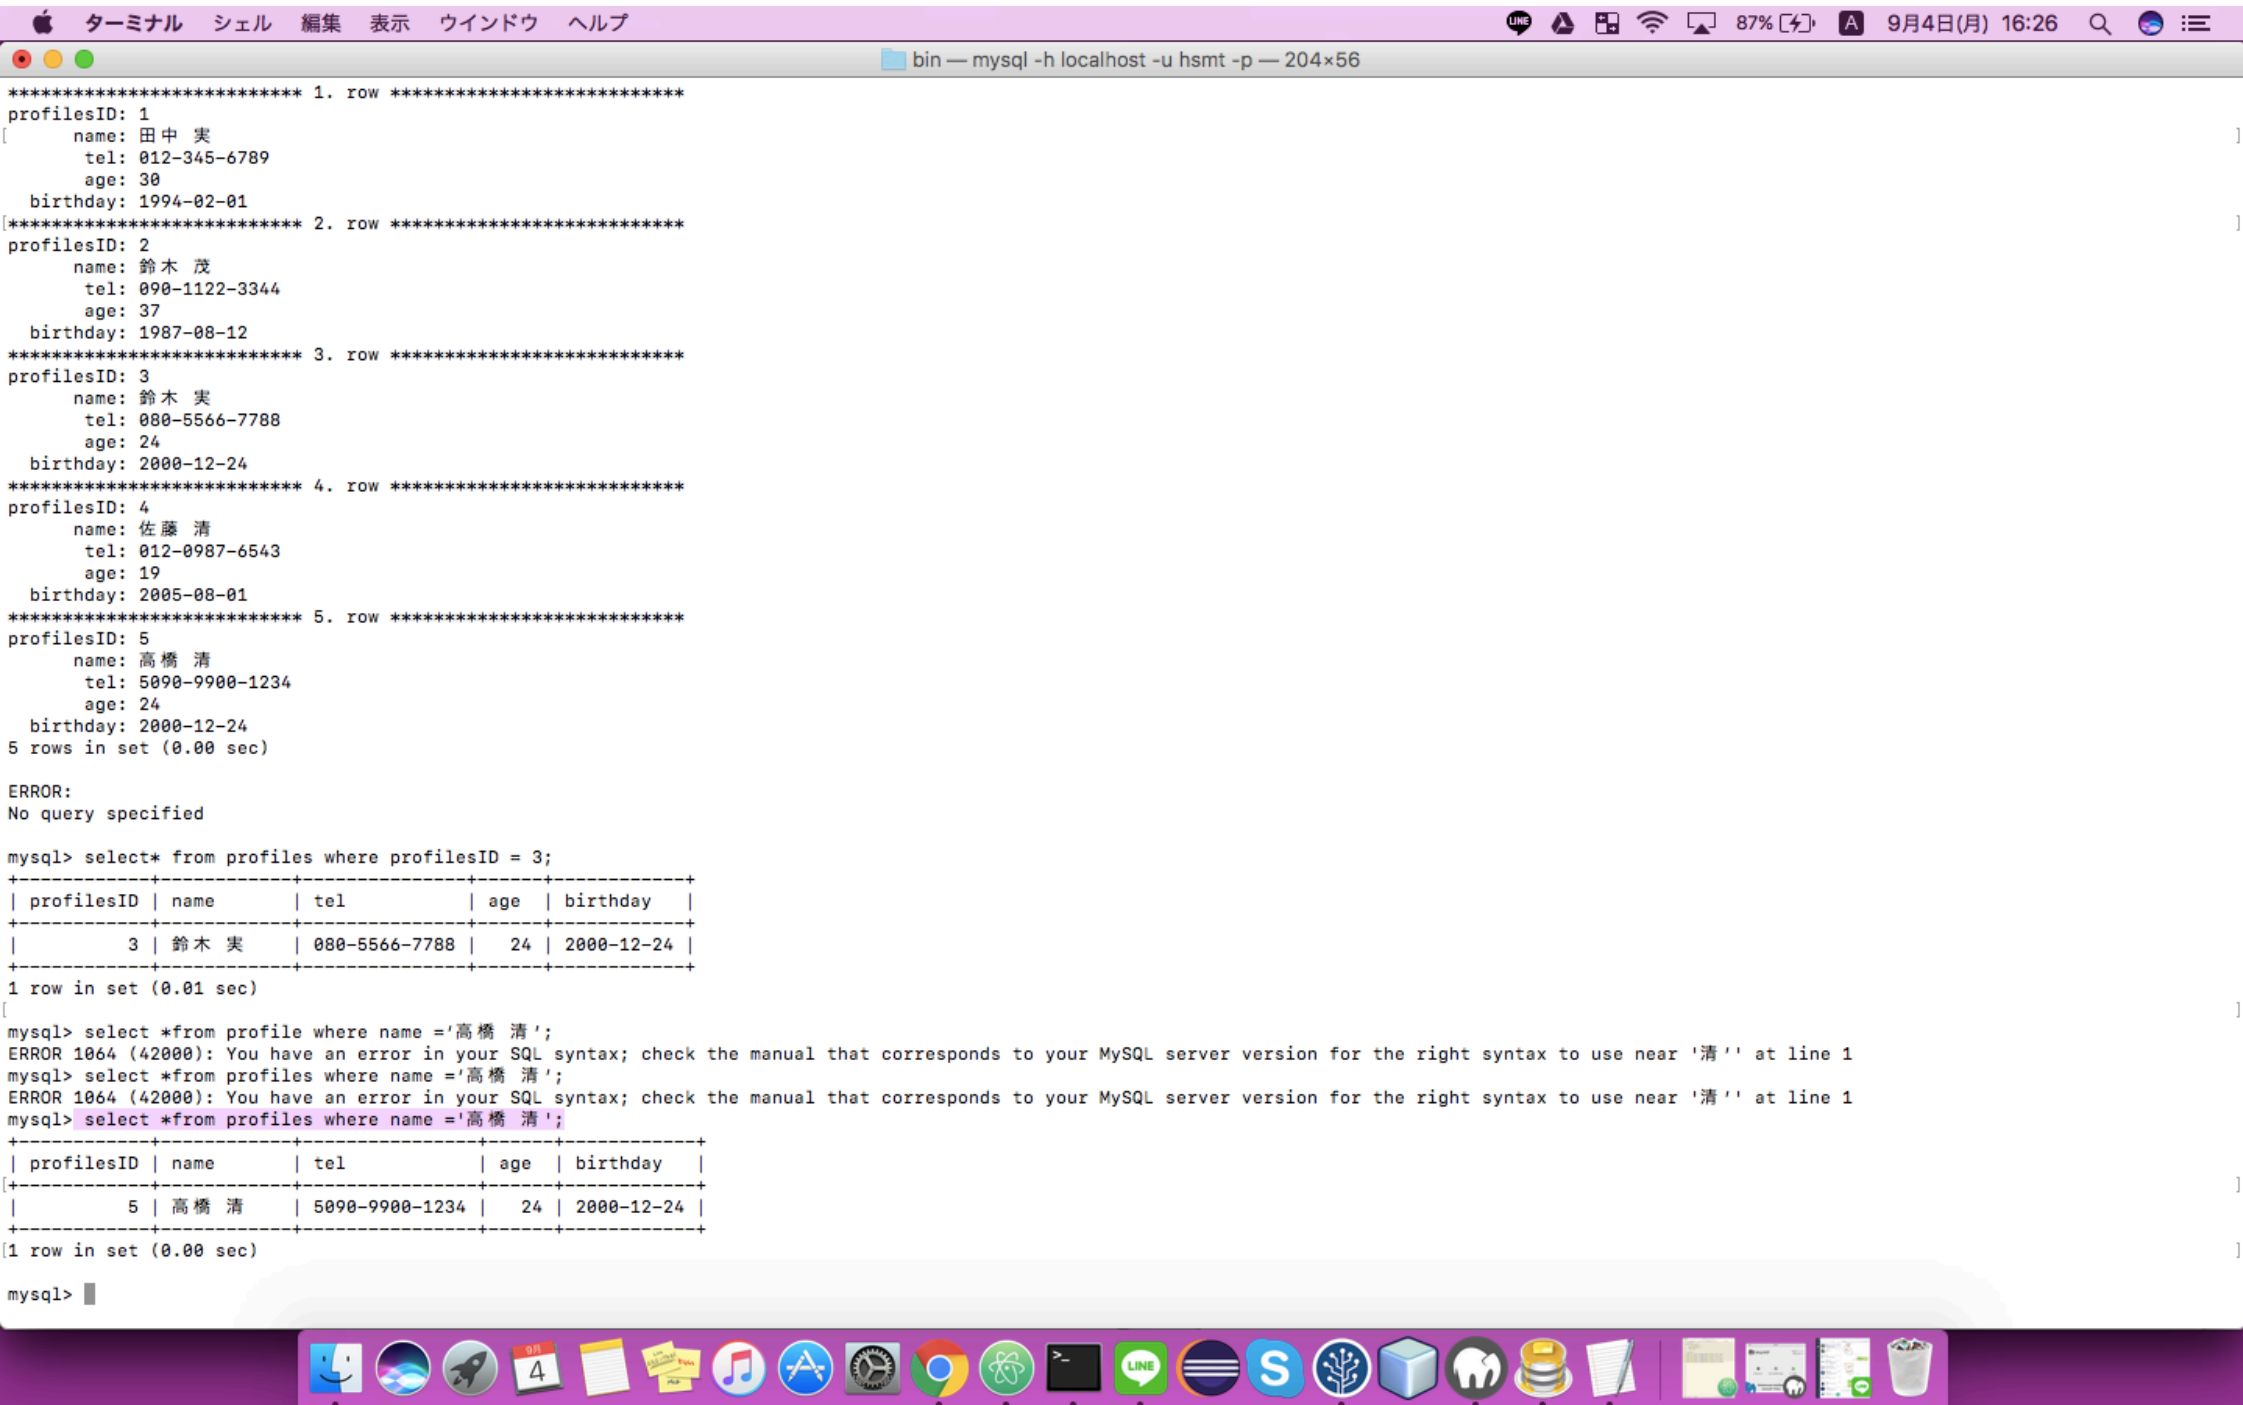 ターミナル シェル 編集 表示 ウインドウ ヘルプ LINE 87% A 9月4日(月) 16:26
bin — mysql -h localhost -u hsmt -p — 204×56
*************************** 1. row ***************************
profilesID: 1
name: 田中 実
tel: 012-345-6789
age: 30
birthday: 1994-02-01
*************************** 2. row ***************************
profilesID: 2
name: 鈴木 茂
tel: 090-1122-3344
age: 37
birthday: 1987-08-12
*************************** 3. row ***************************
profilesID: 3
name: 鈴木 実
tel: 080-5566-7788
age: 24
birthday: 2000-12-24
*************************** 4. row ***************************
profilesID: 4
name: 佐藤 清
tel: 012-0987-6543
age: 19
birthday: 2005-08-01
*************************** 5. row ***************************
profilesID: 5
name: 高橋 清
tel: 5090-9900-1234
age: 24
birthday: 2000-12-24
5 rows in set (0.00 sec)
ERROR:
No query specified
mysql> select* from profiles where profilesID = 3;
+------------+------------+---------------+------+------------+
| profilesID | name | tel | age | birthday |
+------------+------------+---------------+------+------------+
| 3 | 鈴木 実 | 080-5566-7788 | 24 | 2000-12-24 |
+------------+------------+---------------+------+------------+
1 row in set (0.01 sec)
mysql> select *from profile where name ='高橋 清';
ERROR 1064 (42000): You have an error in your SQL syntax; check the manual that corresponds to your MySQL server version for the right syntax to use near '清'' at line 1
mysql> select *from profiles where name ='高橋 清';
ERROR 1064 (42000): You have an error in your SQL syntax; check the manual that corresponds to your MySQL server version for the right syntax to use near '清'' at line 1
mysql> select *from profiles where name ='高橋 清';
+------------+------------+----------------+------+------------+
| profilesID | name | tel | age | birthday |
+------------+------------+----------------+------+------------+
| 5 | 高橋 清 | 5090-9900-1234 | 24 | 2000-12-24 |
+------------+------------+----------------+------+------------+
1 row in set (0.00 sec)
mysql>
9月
4
>_
LINE
S